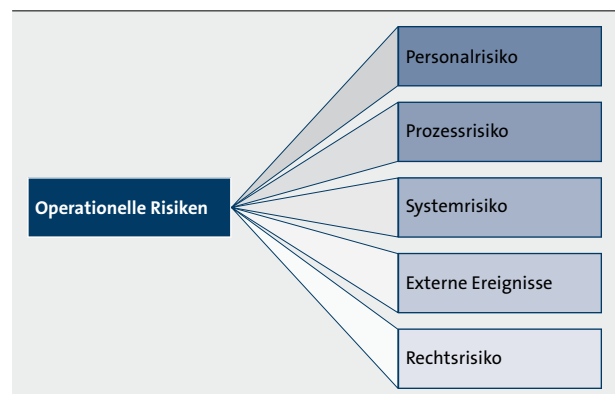 Personalrisiko
Prozessrisiko
Operationelle Risiken
Systemrisiko
Externe Ereignisse
Rechtsrisiko